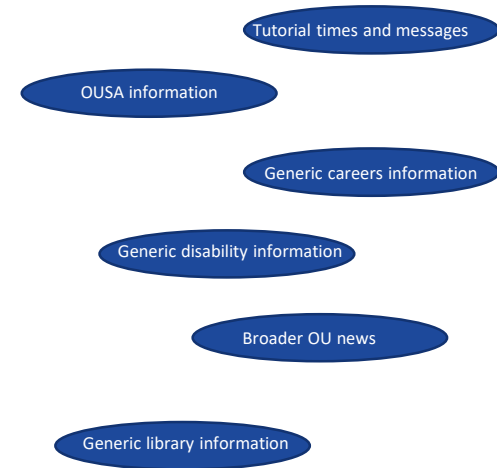 Tutorial times and messages
OUSA information
Generic careers information
Generic disability information
Broader OU news
Generic library information